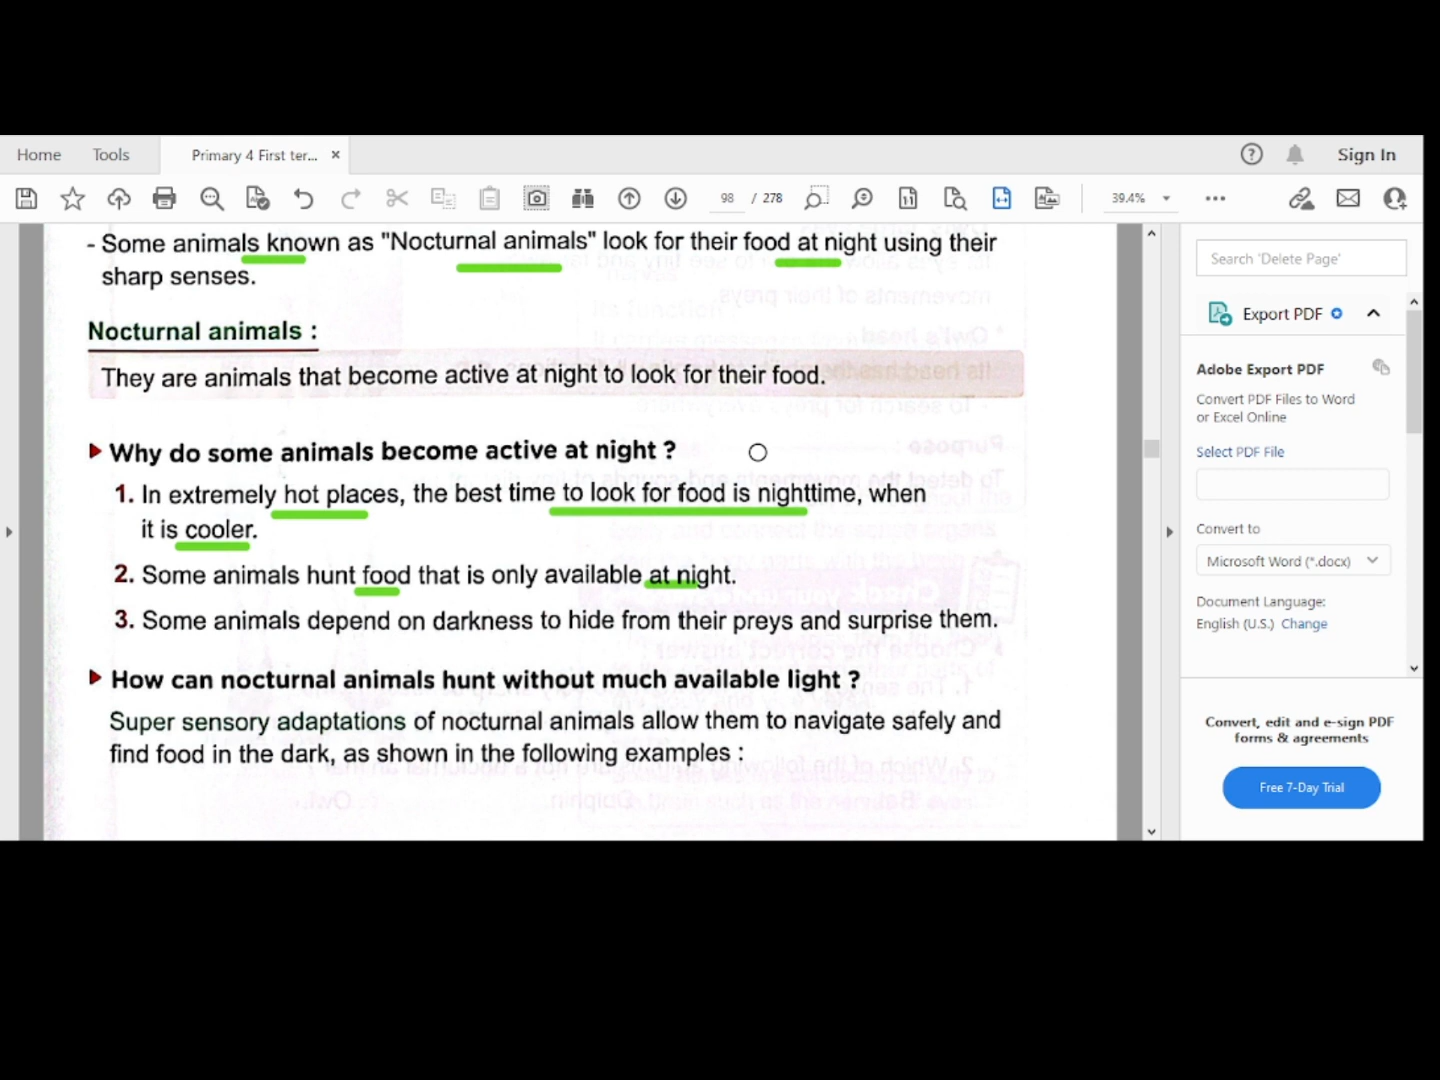 Home Tools Primary 4 First ter... × Sign In
98 / 278 39.4%
- Some animals known as "Nocturnal animals" look for their food at night using their
sharp senses.
Nocturnal animals :
They are animals that become active at night to look for their food.
Why do some animals become active at night ?
1. In extremely hot places, the best time to look for food is nighttime, when
it is cooler.
2. Some animals hunt food that is only available at night.
3. Some animals depend on darkness to hide from their preys and surprise them.
How can nocturnal animals hunt without much available light ?
Super sensory adaptations of nocturnal animals allow them to navigate safely and
find food in the dark, as shown in the following examples :
Search 'Delete Page'
Export PDF
Adobe Export PDF
Convert PDF Files to Word
or Excel Online
Select PDF File
Convert to
Microsoft Word (*.docx)
Document Language:
English (U.S.) Change
Convert, edit and e-sign PDF
forms & agreements
Free 7-Day Trial